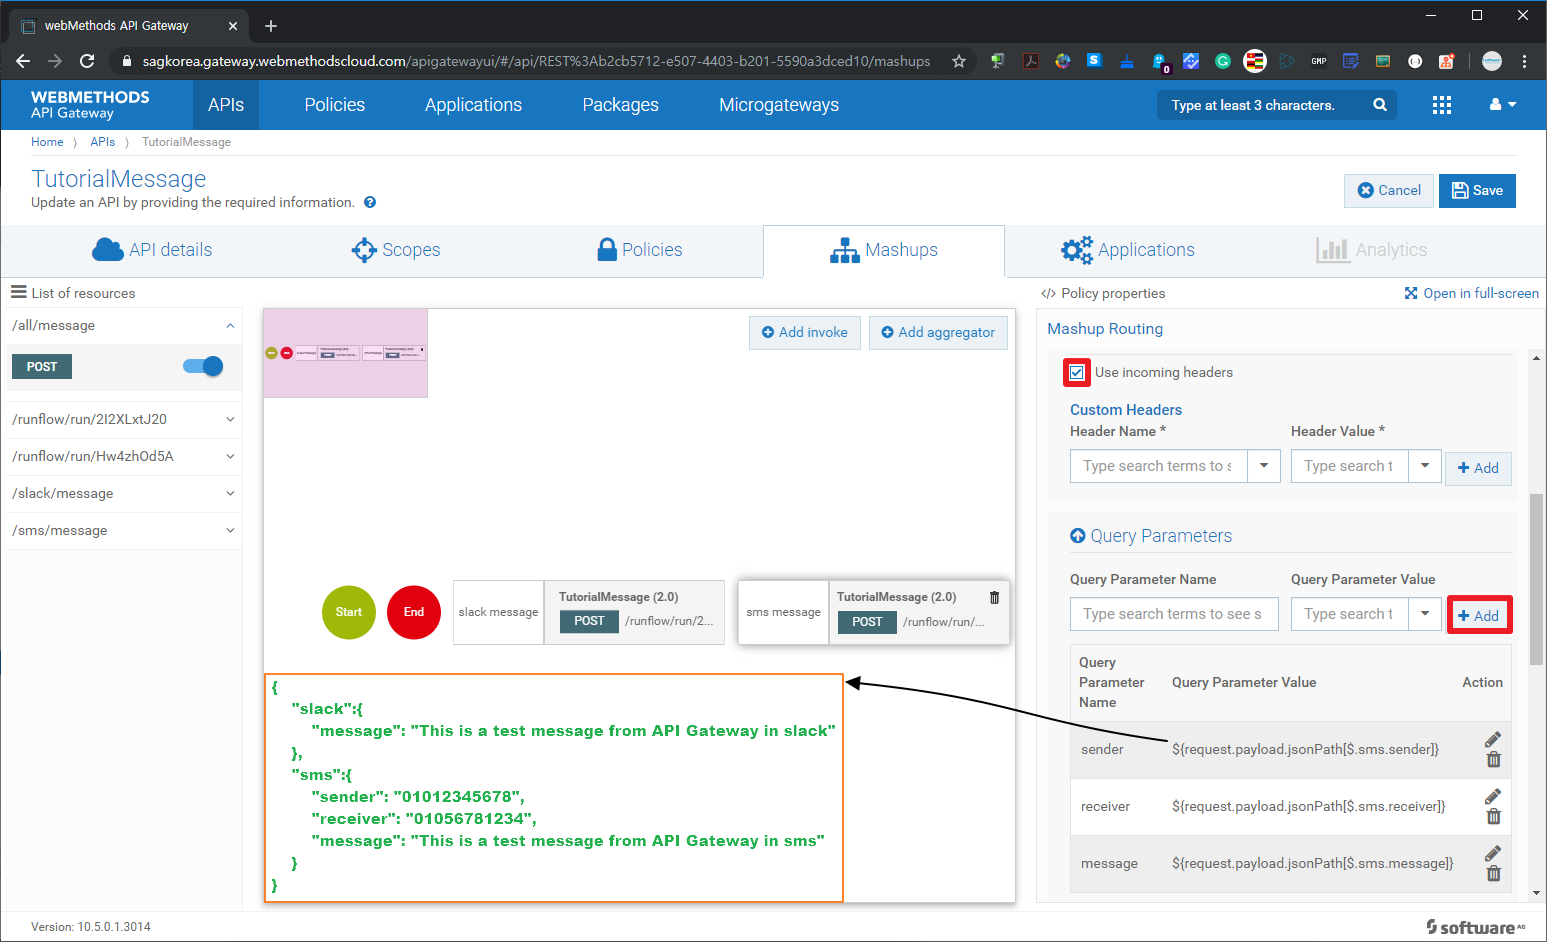 webMethods API Gateway
sagkorea.gateway.webmethodscloud.com/apigatewayui/#/api/REST%3Ab2cb5712-e507-4403-b201-5590a3dced10/mashups
S
0
G
GMP
WEBMETHODS
API Gateway
APIs
Policies
Applications
Packages
Microgateways
Type at least 3 characters.
Home
APIs
TutorialMessage
TutorialMessage
Update an API by providing the required information.
Cancel
Save
API details
Scopes
Policies
Mashups
Applications
Analytics
List of resources
/all/message
POST
/runflow/run/2I2XLxtJ20
/runflow/run/Hw4zhOd5A
/slack/message
/sms/message
Add invoke
Add aggregator
Start
End
slack message
TutorialMessage (2.0)
POST
/runflow/run/2...
sms message
TutorialMessage (2.0)
POST
/runflow/run/...
{
"slack":{
"message": "This is a test message from API Gateway in slack"
},
"sms":{
"sender": "01012345678",
"receiver": "01056781234",
"message": "This is a test message from API Gateway in sms"
}
}
</> Policy properties
Open in full-screen
Mashup Routing
Use incoming headers
Custom Headers
Header Name *
Header Value *
Type search terms to s
Type search t
+ Add
Query Parameters
Query Parameter Name
Query Parameter Value
Type search terms to see s
Type search t
+ Add
Query Parameter Name
Query Parameter Value
Action
sender
${request.payload.jsonPath[$.sms.sender]}
receiver
${request.payload.jsonPath[$.sms.receiver]}
message
${request.payload.jsonPath[$.sms.message]}
Version: 10.5.0.1.3014
software AG